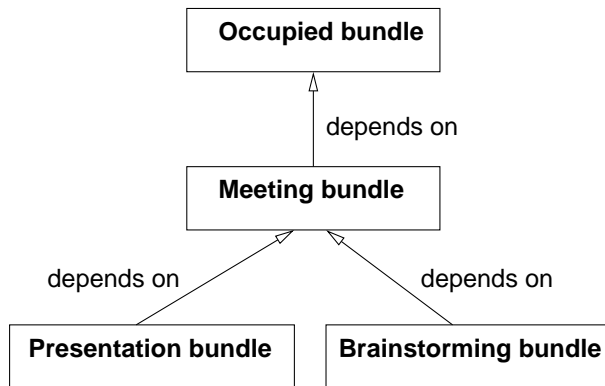 Occupied bundle
depends on
Meeting bundle
depends on
depends on
Presentation bundle
Brainstorming bundle